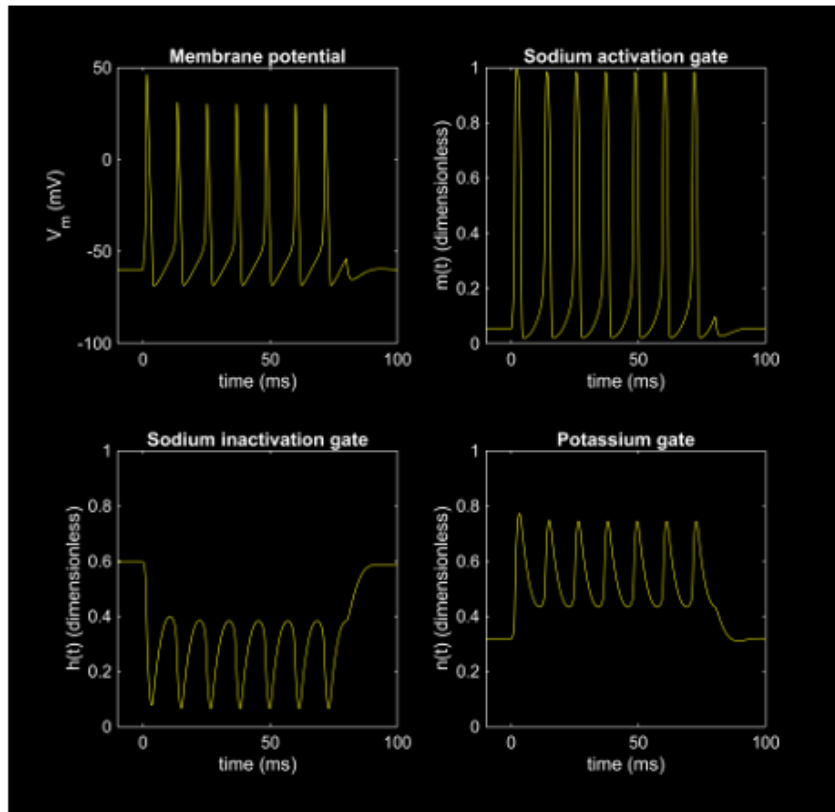 Membrane potential
50
0
-50
-100
V_m (mV)
0
50
100
time (ms)
Sodium activation gate
1
0.8
0.6
0.4
0.2
0
m(t) (dimensionless)
0
50
100
time (ms)
Sodium inactivation gate
1
0.8
0.6
0.4
0.2
0
h(t) (dimensionless)
0
50
100
time (ms)
Potassium gate
1
0.8
0.6
0.4
0.2
0
n(t) (dimensionless)
0
50
100
time (ms)